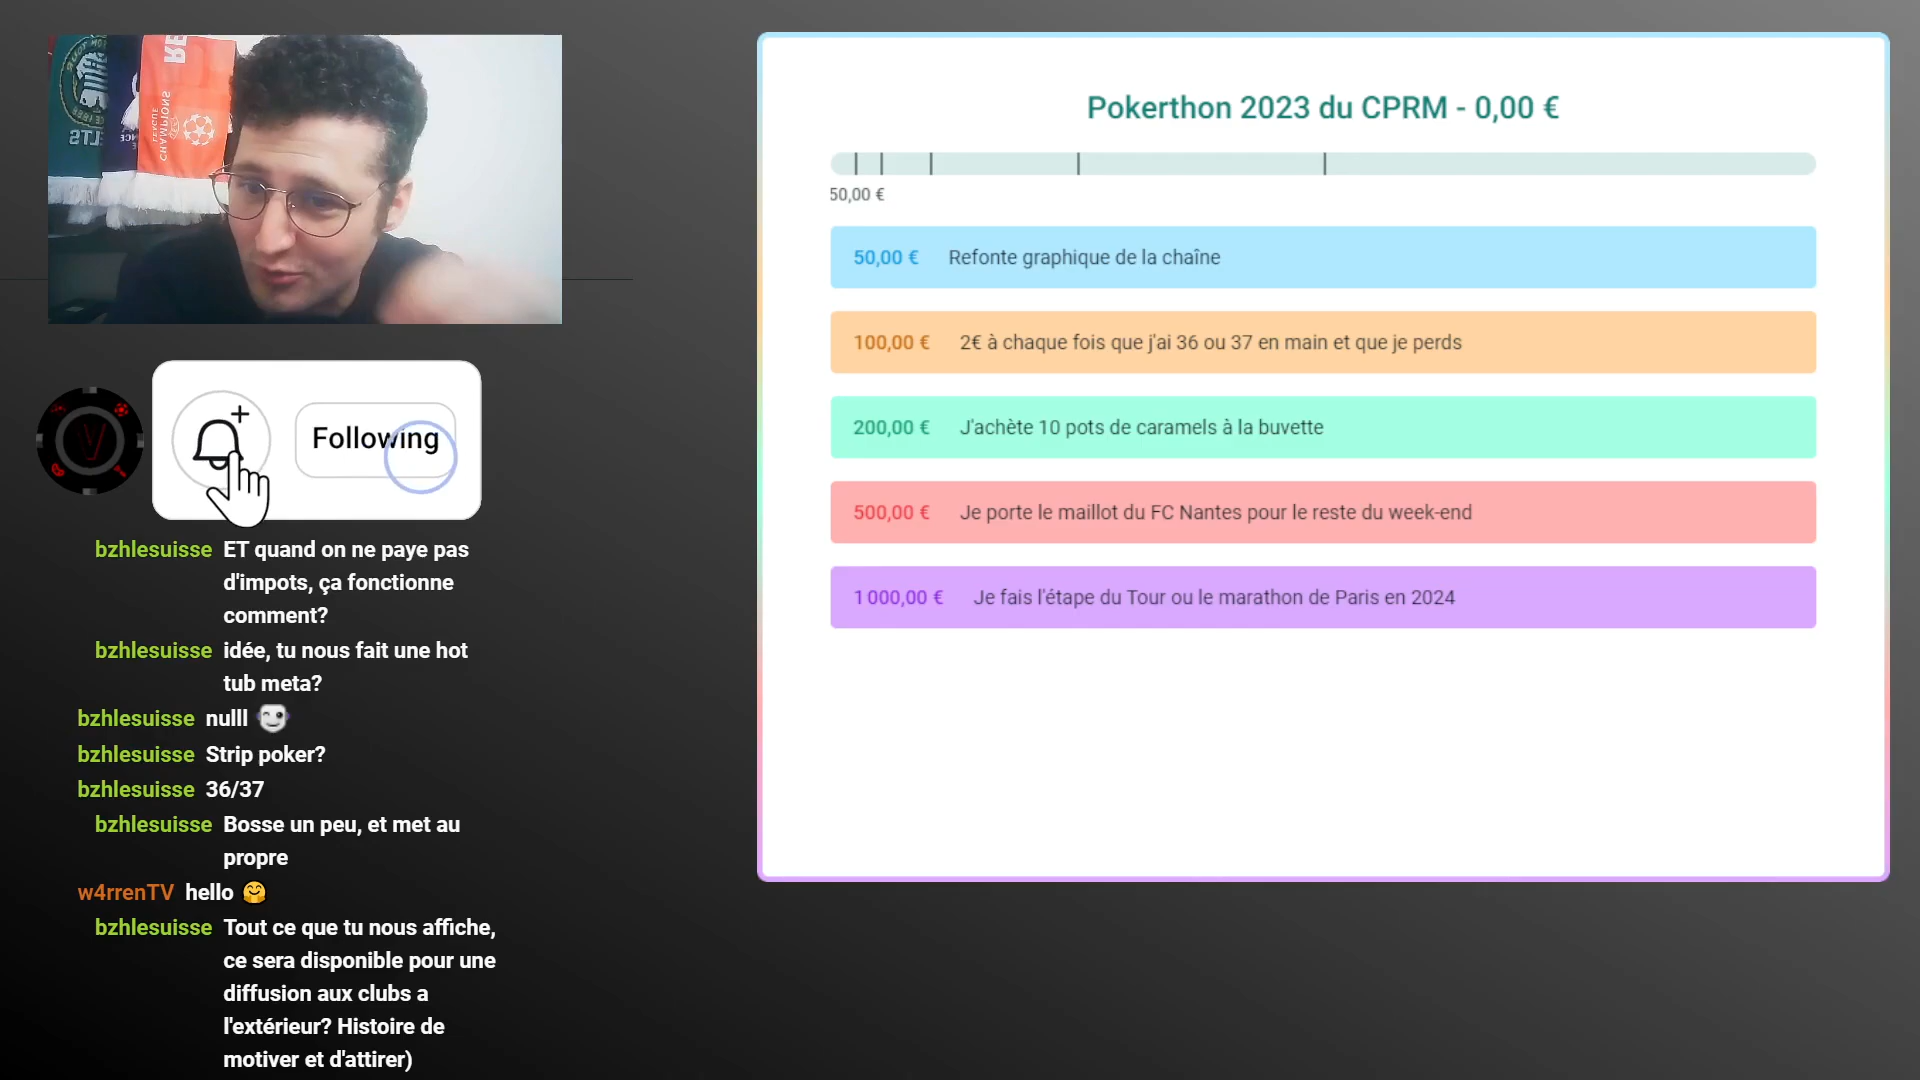 RE
CHAMPIONS
Pokerthon 2023 du CPRM - 0,00 €
50,00 €
50,00 € Refonte graphique de la chaîne
100,00 € 2€ à chaque fois que j'ai 36 ou 37 en main et que je perds
200,00 € J'achète 10 pots de caramels à la buvette
500,00 € Je porte le maillot du FC Nantes pour le reste du week-end
1 000,00 € Je fais l'étape du Tour ou le marathon de Paris en 2024
V
Following
bzhlesuisse ET quand on ne paye pas
d'impots, ça fonctionne
comment?
bzhlesuisse idée, tu nous fait une hot
tub meta?
bzhlesuisse nulll
bzhlesuisse Strip poker?
bzhlesuisse 36/37
bzhlesuisse Bosse un peu, et met au
propre
w4rrenTV hello 🤗
bzhlesuisse Tout ce que tu nous affiche,
ce sera disponible pour une
diffusion aux clubs a
l'extérieur? Histoire de
motiver et d'attirer)